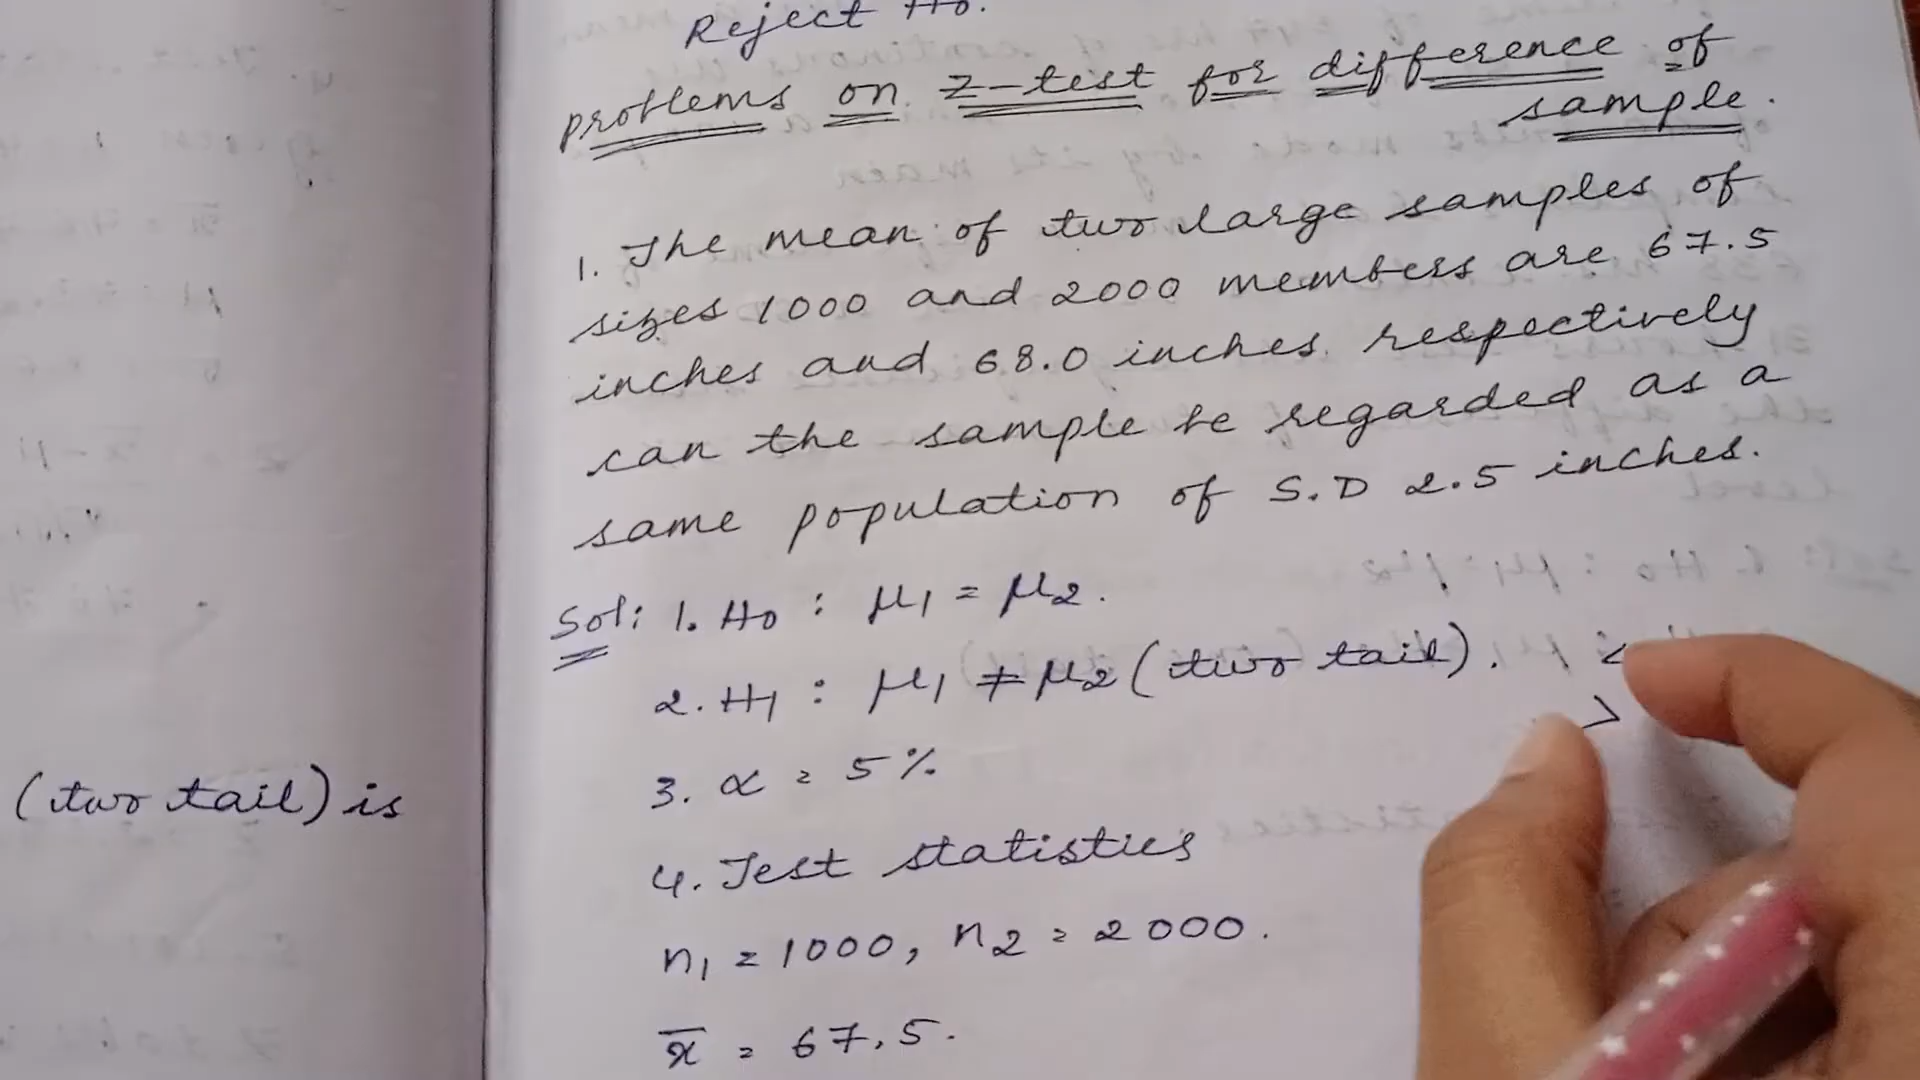 (two tail) is
Reject H0.
problems on Z-test for difference of
sample.
1. The mean of two large samples of
sizes 1000 and 2000 members are 67.5
inches and 68.0 inches. respectively
can the sample be regarded as a
same population of S.D 2.5 inches.
Sol: 1. H0 : μ1 = μ2.
2. H1 : μ1 ≠ μ2 (two tail). <
>
3. α = 5%
4. Test statistics
n1 = 1000, n2 = 2000.
x̄ = 67.5.